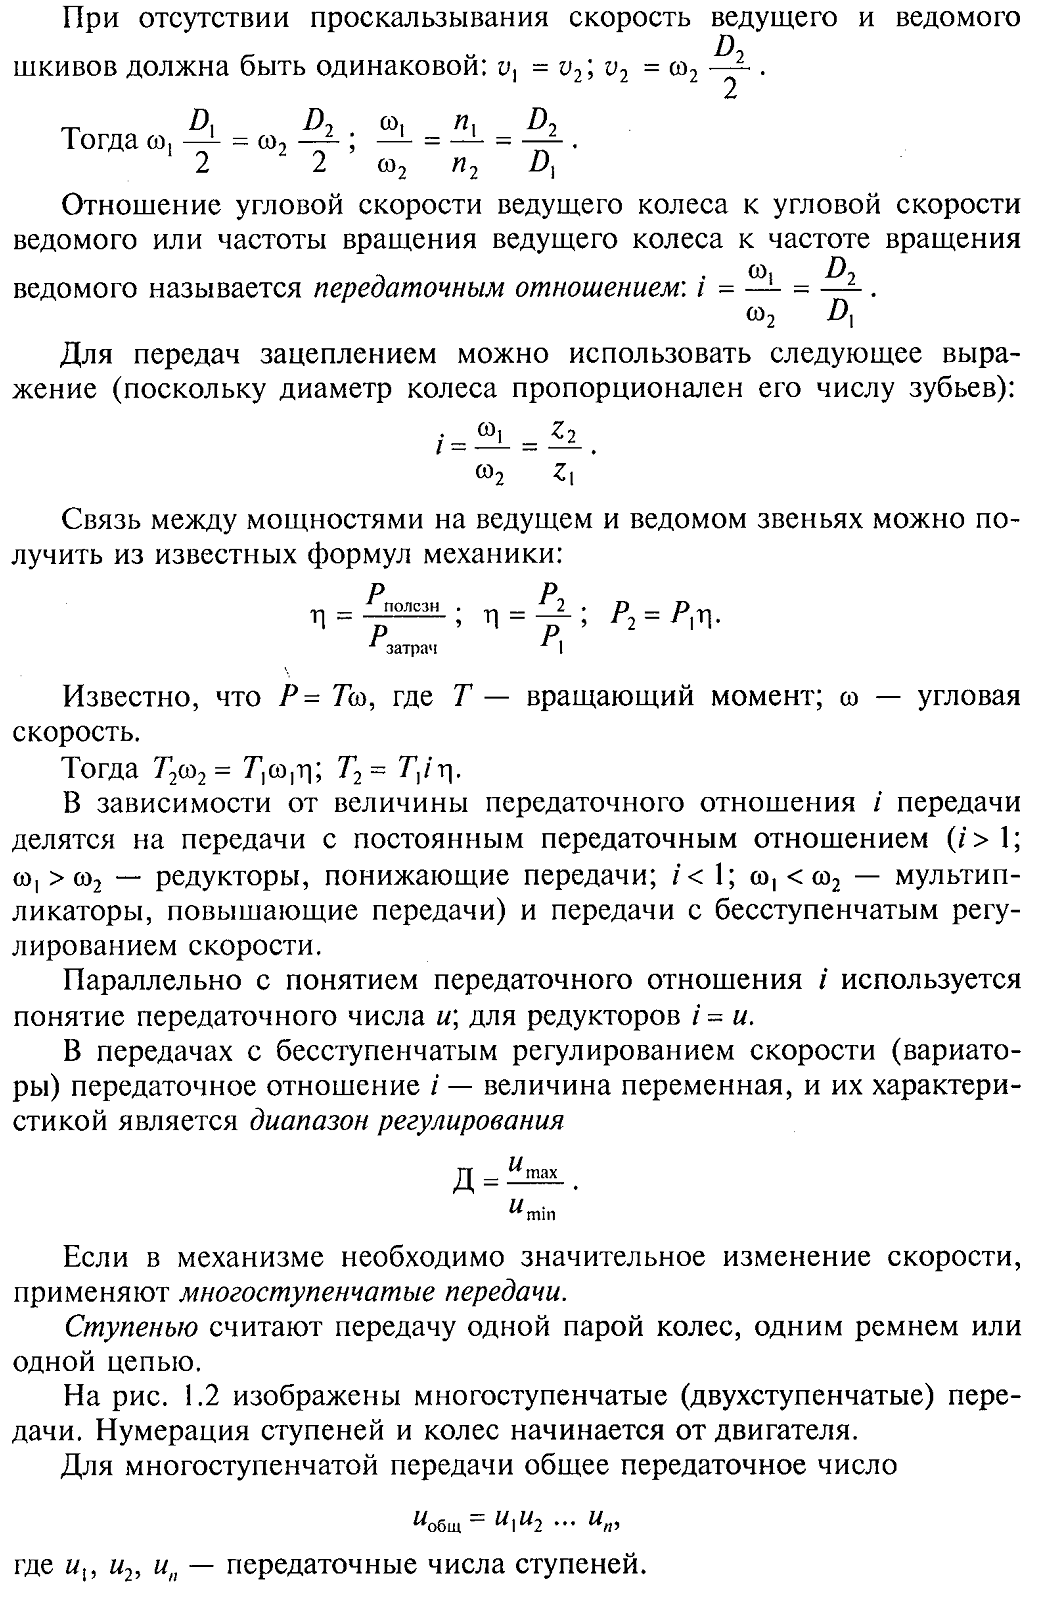 При отсутствии проскальзывания скорость ведущего и ведомого
шкивов должна быть одинаковой: v₁ = v₂; v₂ = ω₂ D₂/2 .
Тогда ω₁ D₁/2 = ω₂ D₂/2 ; ω₁/ω₂ = n₁/n₂ = D₂/D₁ .
Отношение угловой скорости ведущего колеса к угловой скорости
ведомого или частоты вращения ведущего колеса к частоте вращения
ведомого называется передаточным отношением: i = ω₁/ω₂ = D₂/D₁ .
Для передач зацеплением можно использовать следующее выра-
жение (поскольку диаметр колеса пропорционален его числу зубьев):
i = ω₁/ω₂ = z₂/z₁ .
Связь между мощностями на ведущем и ведомом звеньях можно по-
лучить из известных формул механики:
η = Pполезн/Pзатрач ; η = P₂/P₁ ; P₂ = P₁η.
Известно, что P = Tω, где T — вращающий момент; ω — угловая
скорость.
Тогда T₂ω₂ = T₁ω₁η; T₂ = T₁iη.
В зависимости от величины передаточного отношения i передачи
делятся на передачи с постоянным передаточным отношением (i > 1;
ω₁ > ω₂ — редукторы, понижающие передачи; i < 1; ω₁ < ω₂ — мультип-
ликаторы, повышающие передачи) и передачи с бесступенчатым регу-
лированием скорости.
Параллельно с понятием передаточного отношения i используется
понятие передаточного числа u; для редукторов i = u.
В передачах с бесступенчатым регулированием скорости (вариато-
ры) передаточное отношение i — величина переменная, и их характери-
стикой является диапазон регулирования
Д = umax/umin .
Если в механизме необходимо значительное изменение скорости,
применяют многоступенчатые передачи.
Ступенью считают передачу одной парой колес, одним ремнем или
одной цепью.
На рис. 1.2 изображены многоступенчатые (двухступенчатые) пере-
дачи. Нумерация ступеней и колес начинается от двигателя.
Для многоступенчатой передачи общее передаточное число
uобщ = u₁u₂ ... uₙ,
где u₁, u₂, uₙ — передаточные числа ступеней.